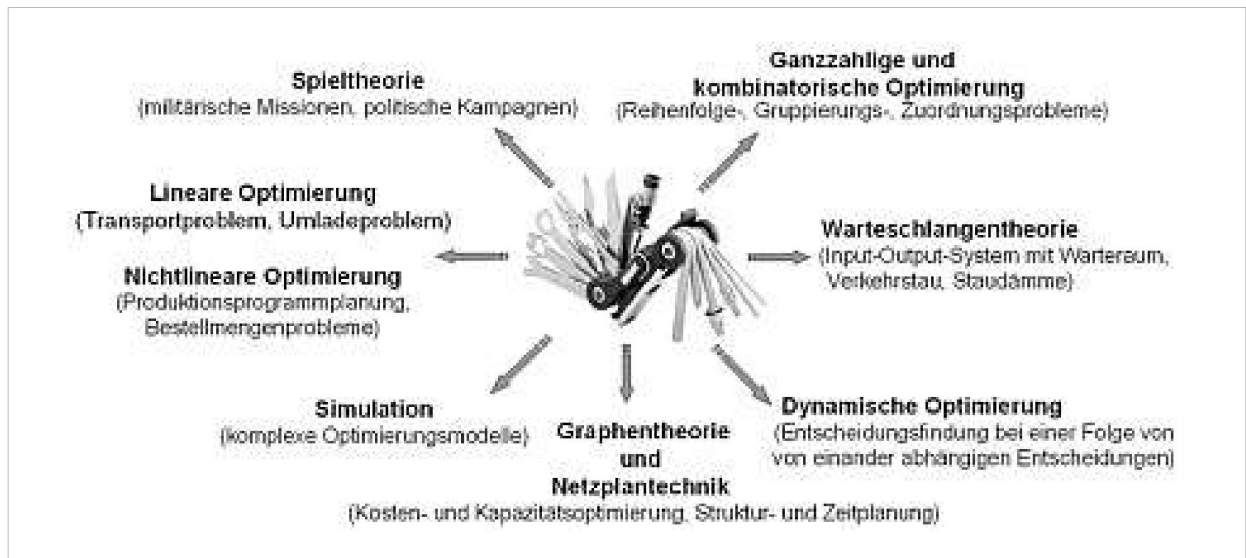 Spieltheorie
(militärische Missionen, politische Kampagnen)
Ganzzahlige und
kombinatorische Optimierung
(Reihenfolge-, Gruppierungs-, Zuordnungsprobleme)
Lineare Optimierung
(Transportproblem, Umladeproblem)
Nichtlineare Optimierung
(Produktionsprogrammplanung,
Bestellmengenprobleme)
Warteschlangentheorie
(Input-Output-System mit Warteraum,
Verkehrstau, Staudämme)
Simulation
(komplexe Optimierungsmodelle)
Graphentheorie
und
Netzplantechnik
(Kosten- und Kapazitätsoptimierung, Struktur- und Zeitplanung)
Dynamische Optimierung
(Entscheidungsfindung bei einer Folge von
von einander abhängigen Entscheidungen)